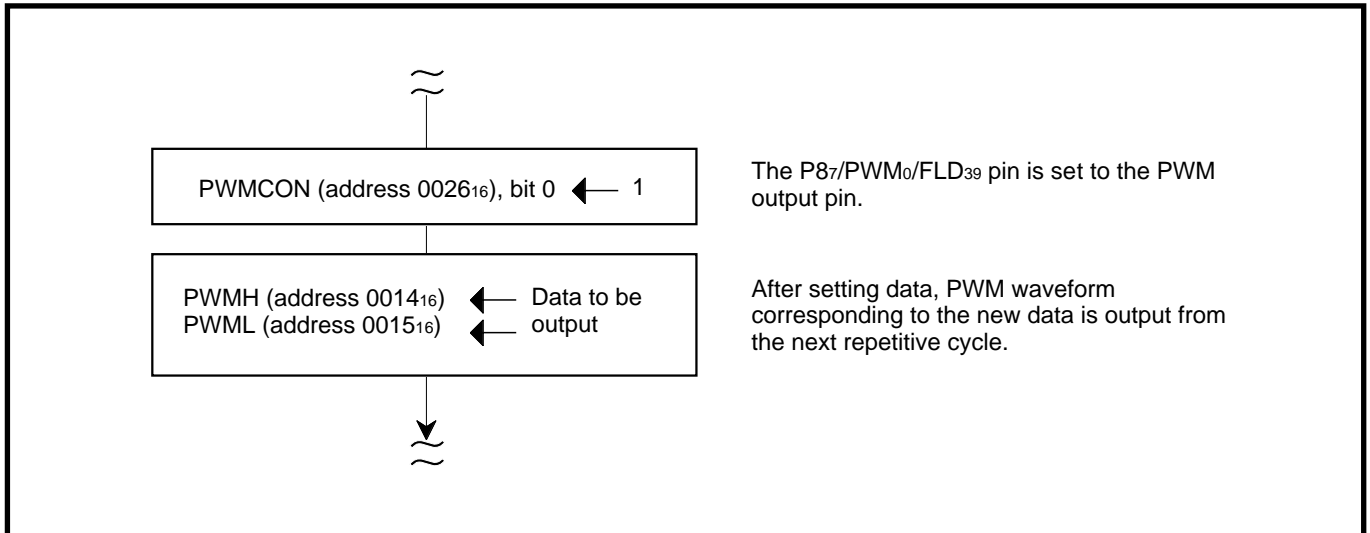 PWMCON (address 0026₁₆), bit 0 ← 1
The P8₇/PWM₀/FLD₃₉ pin is set to the PWM
output pin.
PWMH (address 0014₁₆) ← Data to be
PWML (address 0015₁₆) ← output
After setting data, PWM waveform
corresponding to the new data is output from
the next repetitive cycle.